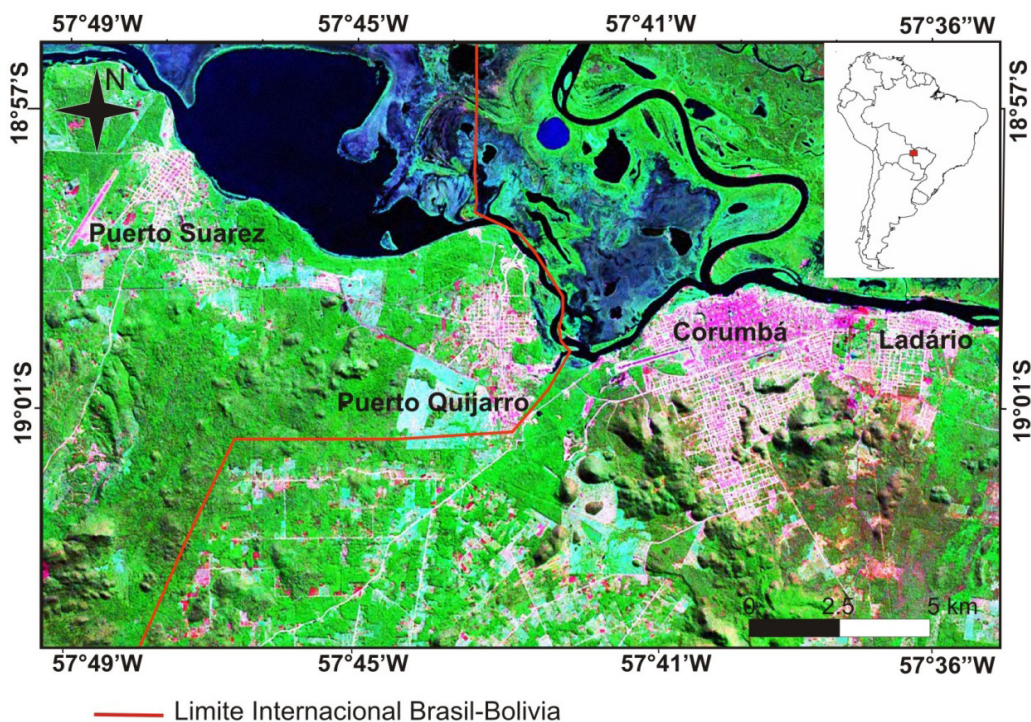 57°49'W 57°45'W 57°41'W 57°36”W
N
18°57'S
18°57'S
Puerto Suarez
Corumbá
Ladário
Puerto Quijarro
19°01'S
19°01'S
0 2.5 5 km
57°49'W 57°45'W 57°41'W 57°36”W
Limite Internacional Brasil-Bolivia